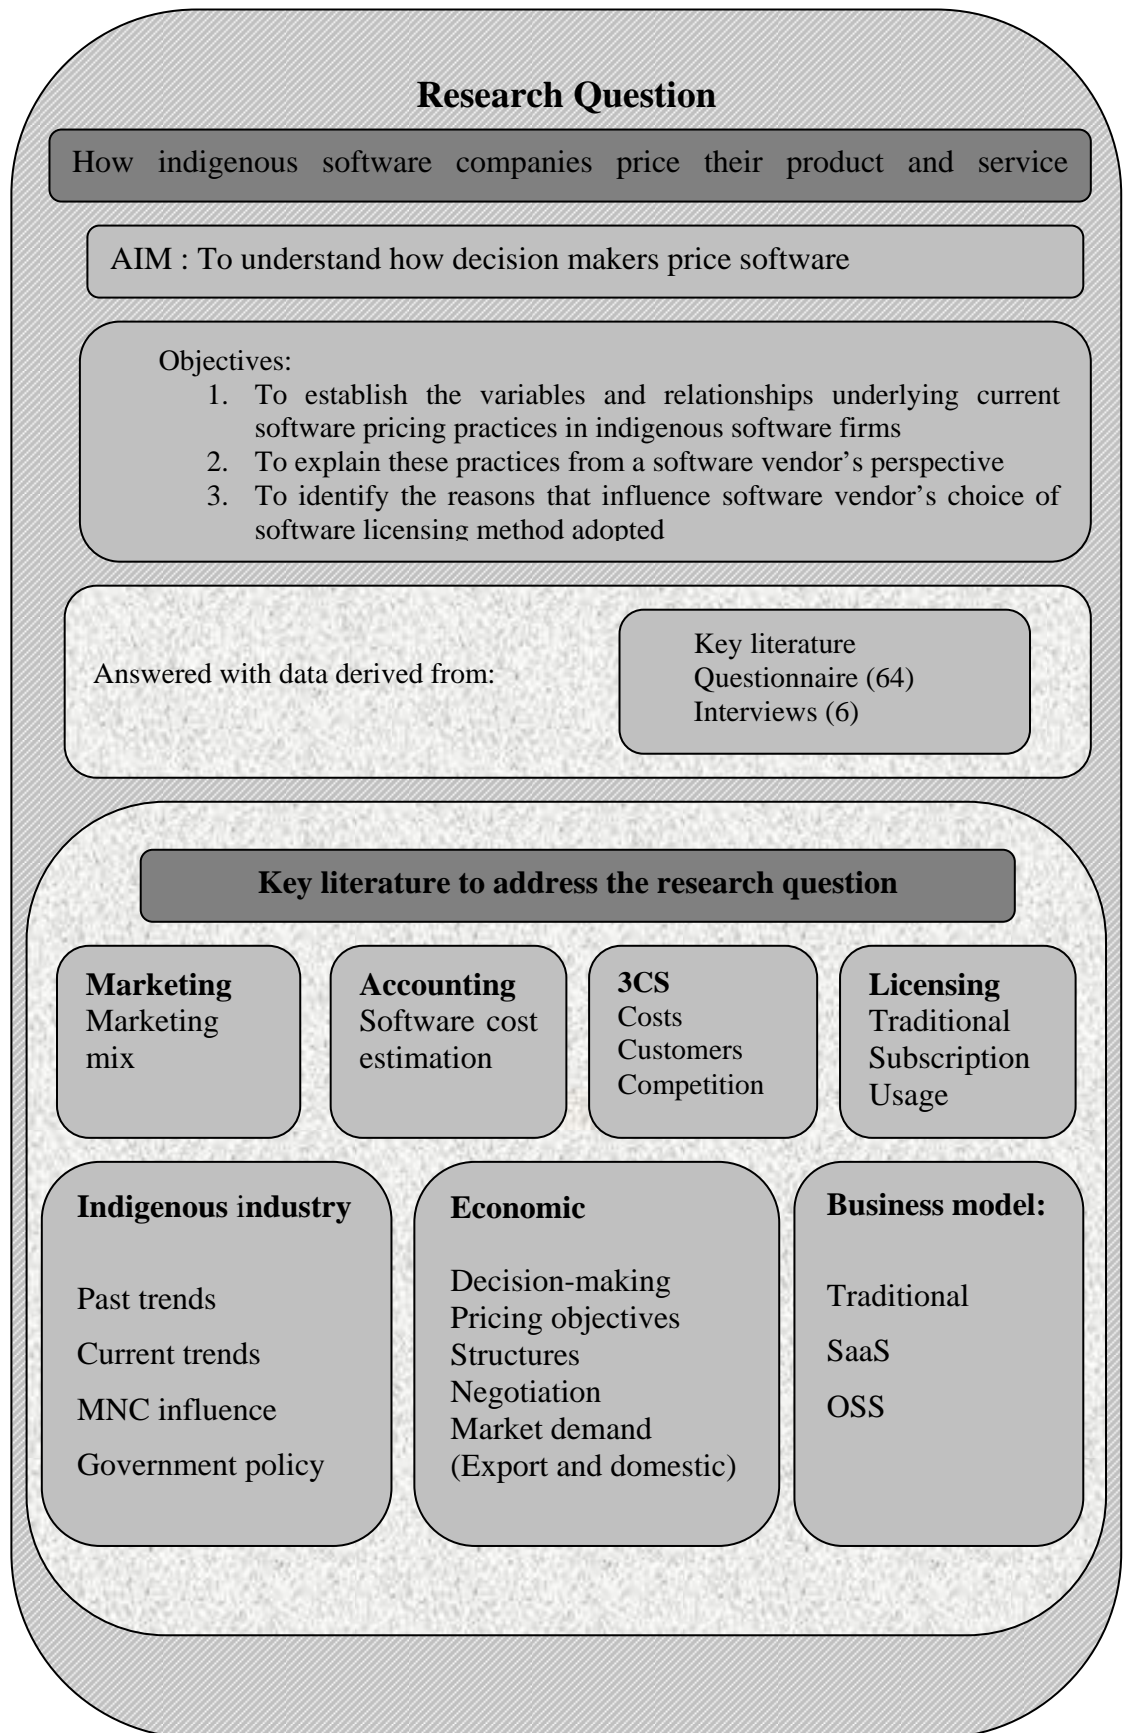 Research Question
How indigenous software companies price their product and service
AIM : To understand how decision makers price software
Objectives:
1. To establish the variables and relationships underlying current
software pricing practices in indigenous software firms
2. To explain these practices from a software vendor's perspective
3. To identify the reasons that influence software vendor's choice of
software licensing method adopted
Answered with data derived from:
Key literature
Questionnaire (64)
Interviews (6)
Key literature to address the research question
Marketing
Marketing
mix
Accounting
Software cost
estimation
3CS
Costs
Customers
Competition
Licensing
Traditional
Subscription
Usage
Indigenous industry
Past trends
Current trends
MNC influence
Government policy
Economic
Decision-making
Pricing objectives
Structures
Negotiation
Market demand
(Export and domestic)
Business model:
Traditional
SaaS
OSS